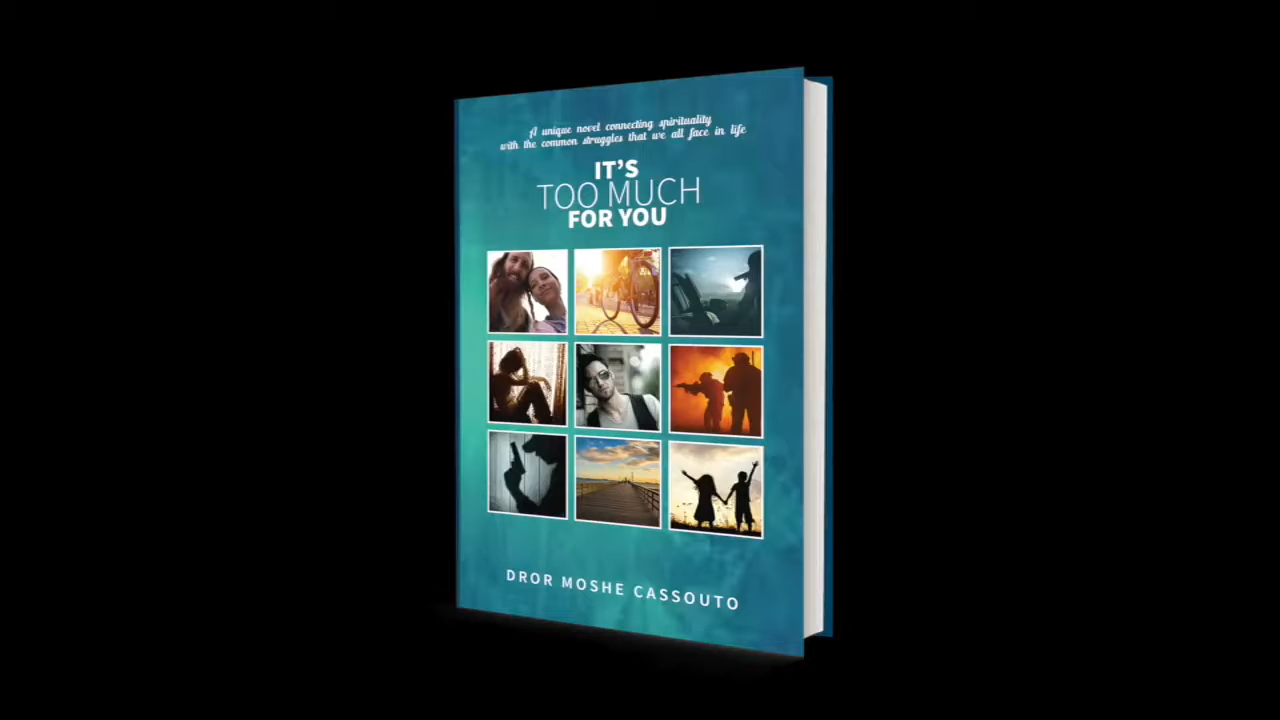 A unique novel connecting spirituality
with the common struggles that we all face in life
IT'S
TOO MUCH
FOR YOU
DROR MOSHE CASSOUTO